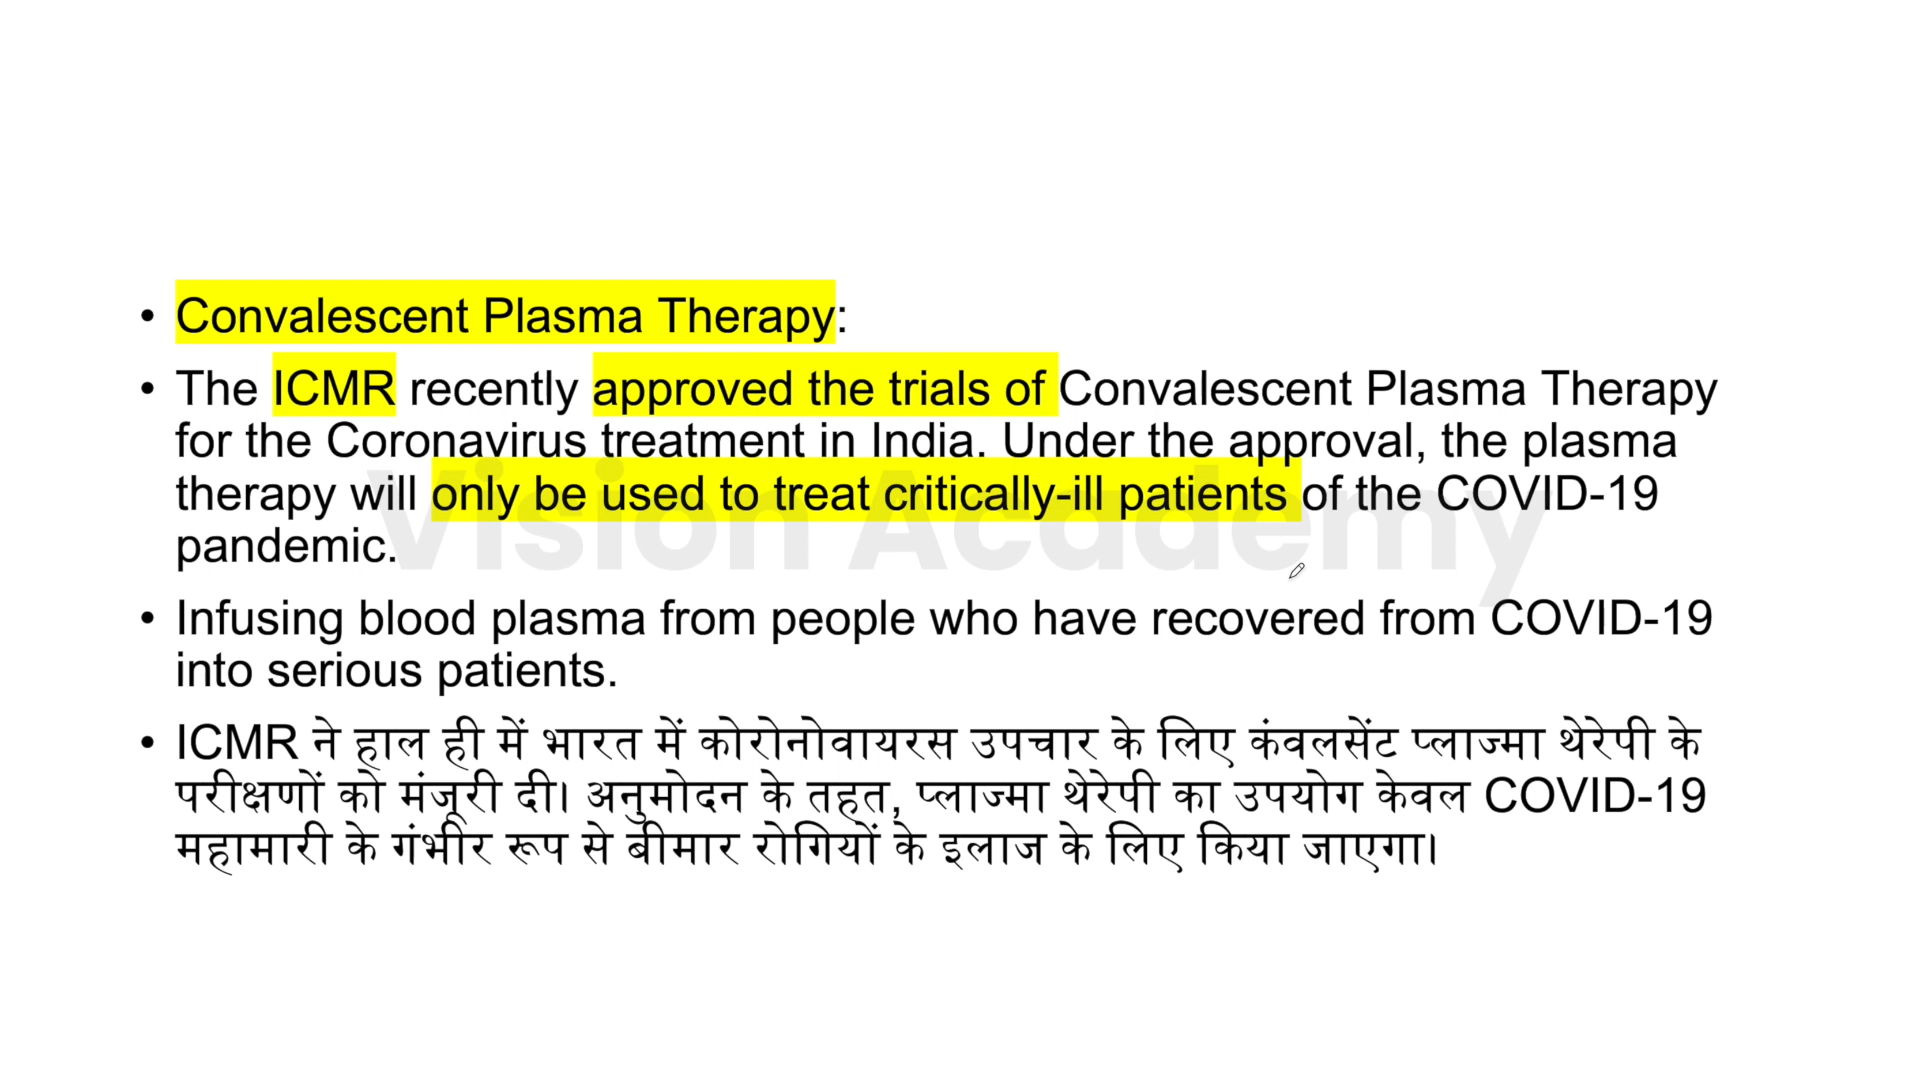 • Convalescent Plasma Therapy:
• The ICMR recently approved the trials of Convalescent Plasma Therapy
for the Coronavirus treatment in India. Under the approval, the plasma
therapy will only be used to treat critically-ill patients of the COVID-19
pandemic.
Vision Academy
• Infusing blood plasma from people who have recovered from COVID-19
into serious patients.
• ICMR ने हाल ही में भारत में कोरोनोवायरस उपचार के लिए कंवलसेंट प्लाज्मा थेरेपी के
परीक्षणों को मंजूरी दी। अनुमोदन के तहत, प्लाज्मा थेरेपी का उपयोग केवल COVID-19
महामारी के गंभीर रूप से बीमार रोगियों के इलाज के लिए किया जाएगा।